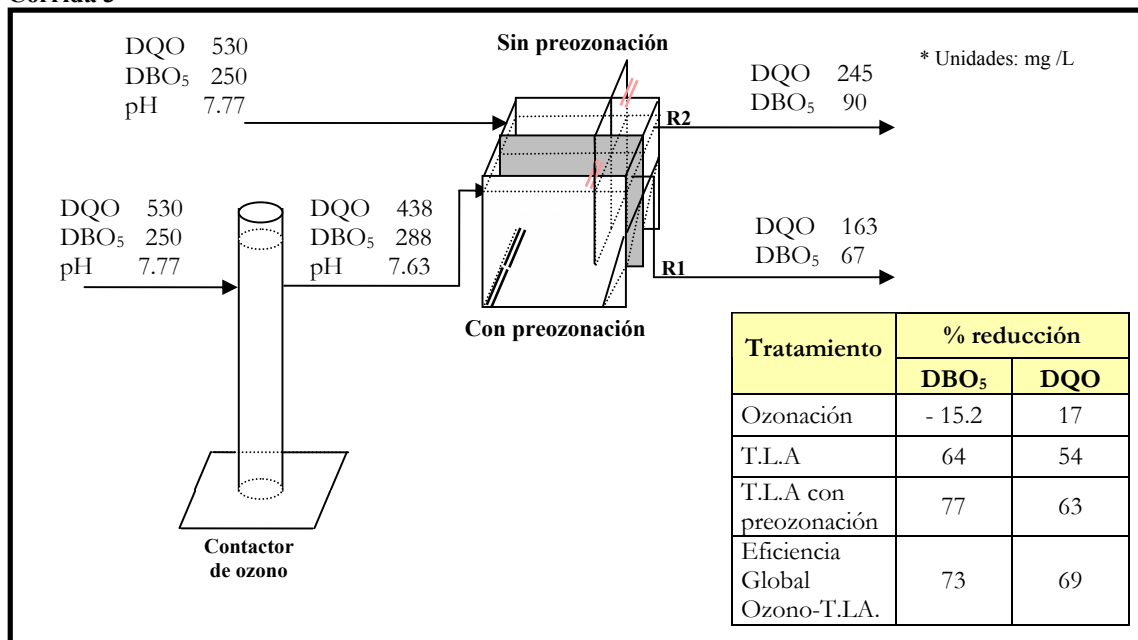 Sin preozonación
* Unidades: mg /L
DQO 530
DBO₅ 250
pH 7.77
DQO 245
DBO₅ 90
R2
DQO 530
DBO₅ 250
pH 7.77
DQO 438
DBO₅ 288
pH 7.63
DQO 163
DBO₅ 67
R1
Con preozonación
Contactor
de ozono
Tratamiento
% reducción
DBO₅ DQO
Ozonación - 15.2 17
T.L.A 64 54
T.L.A con
preozonación 77 63
Eficiencia
Global
Ozono-T.LA. 73 69